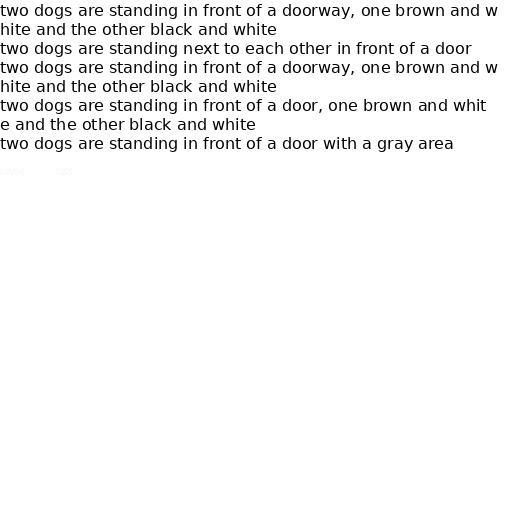 two dogs are standing in front of a doorway, one brown and w
hite and the other black and white
two dogs are standing next to each other in front of a door
two dogs are standing in front of a doorway, one brown and w
hite and the other black and white
two dogs are standing in front of a door, one brown and whit
e and the other black and white
two dogs are standing in front of a door with a gray area